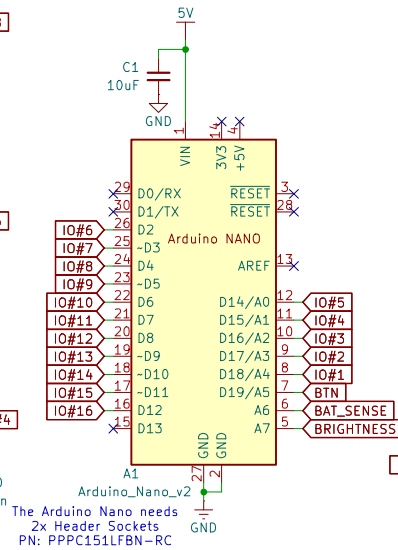 5V
C1
10uF
GND
1
14
4
VIN
3V3
+5V
29
D0/RX
RESET
3
30
D1/TX
RESET
28
IO#6
26
D2
Arduino NANO
IO#7
25
~D3
IO#8
24
D4
AREF
13
IO#9
23
~D5
IO#10
22
D6
D14/A0
12
IO#5
IO#11
21
D7
D15/A1
11
IO#4
IO#12
20
D8
D16/A2
10
IO#3
IO#13
19
~D9
D17/A3
9
IO#2
IO#14
18
~D10
D18/A4
8
IO#1
IO#15
17
~D11
D19/A5
7
BTN
IO#16
16
D12
A6
6
BAT_SENSE
15
D13
A7
5
BRIGHTNESS
GND
GND
27
2
A1
Arduino_Nano_v2
GND
The Arduino Nano needs
2x Header Sockets
PN: PPPC151LFBN-RC